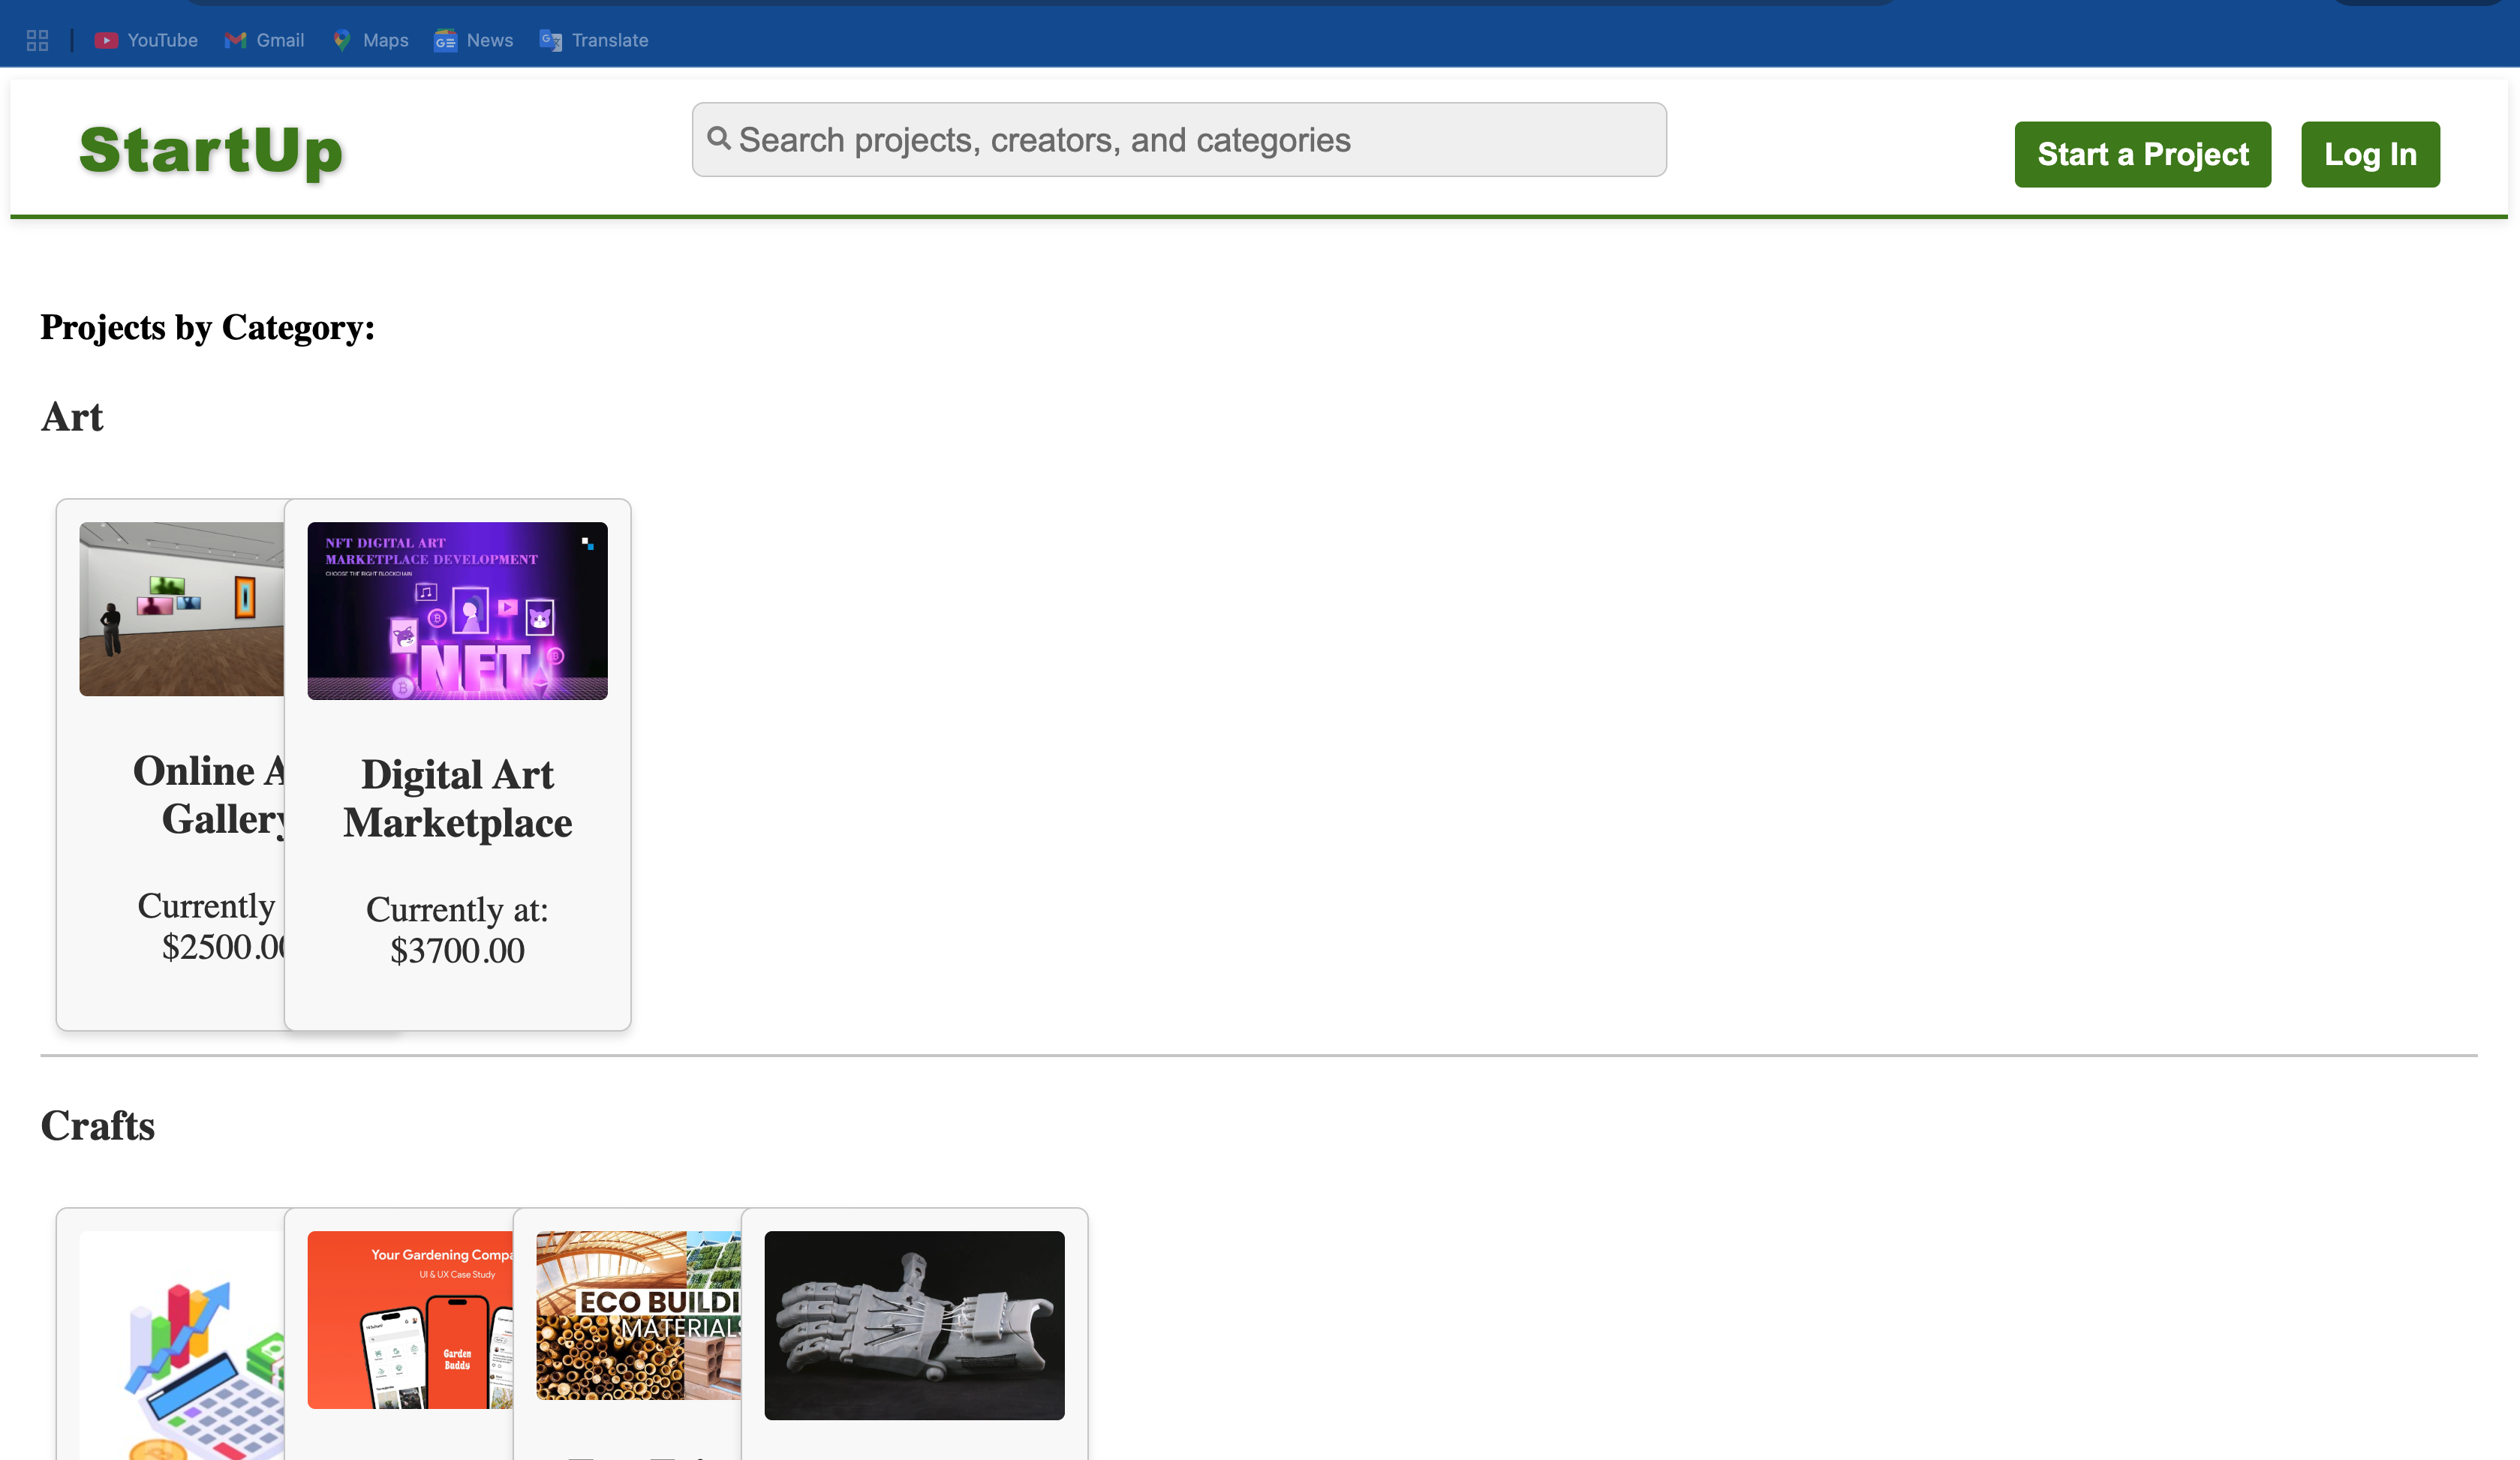 YouTube Gmail Maps News Translate
StartUp
Search projects, creators, and categories
Start a Project
Log In
Projects by Category:
Art
Online A
Gallery
Currently
$2500.00
NFT DIGITAL ART
MARKETPLACE DEVELOPMENT
CHOOSE THE RIGHT BLOCKCHAIN
NFT
Digital Art
Marketplace
Currently at:
$3700.00
Crafts
Your Gardening Compa
UI & UX Case Study
Garden
Buddy
ECO BUILDI
MATERIALS